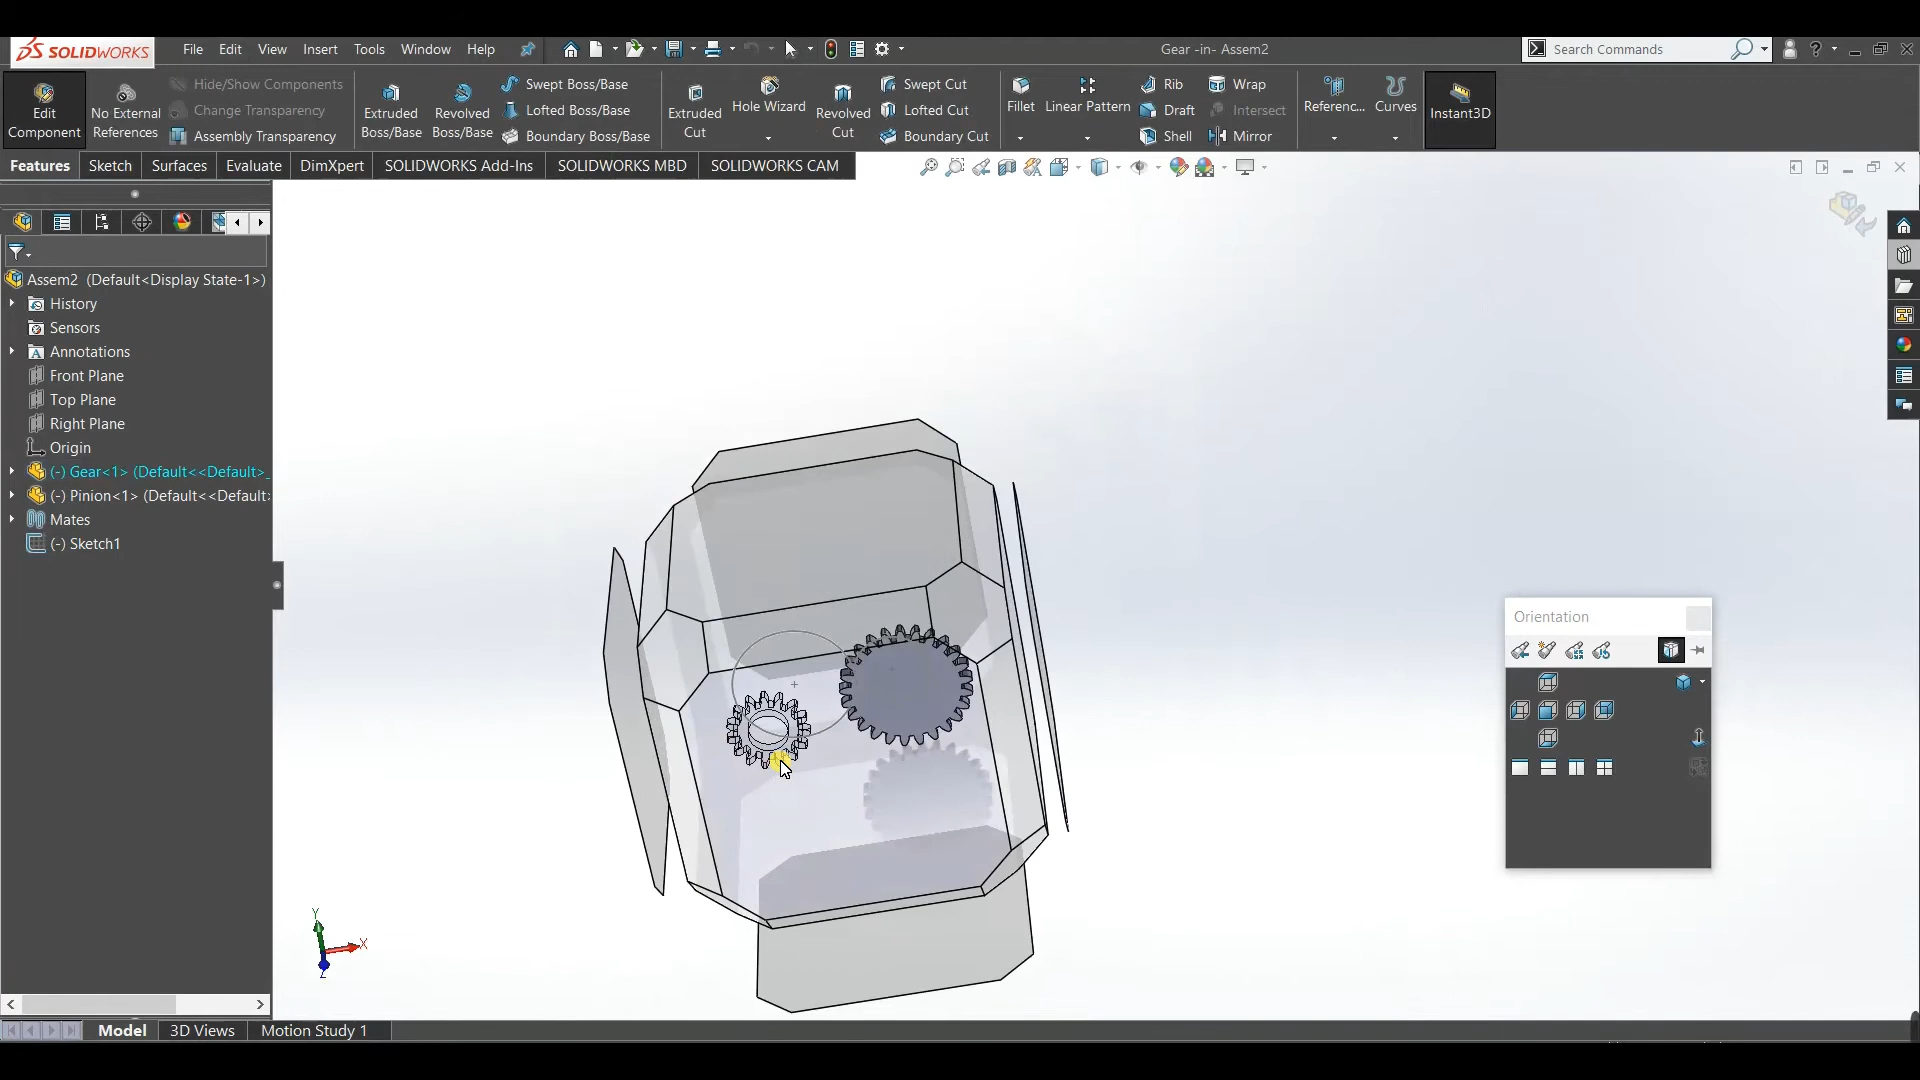 SOLIDWORKS File Edit View Insert Tools Window Help Gear -in- Assem2 Search Commands
Edit Component
No External References
Hide/Show Components
Change Transparency
Assembly Transparency
Extruded Boss/Base
Revolved Boss/Base
Swept Boss/Base
Lofted Boss/Base
Boundary Boss/Base
Extruded Cut
Hole Wizard
Revolved Cut
Swept Cut
Lofted Cut
Boundary Cut
Fillet
Linear Pattern
Rib
Draft
Shell
Wrap
Intersect
Mirror
Referenc...
Curves
Instant3D
Features Sketch Surfaces Evaluate DimXpert SOLIDWORKS Add-Ins SOLIDWORKS MBD SOLIDWORKS CAM
Assem2 (Default<Display State-1>)
History
Sensors
Annotations
Front Plane
Top Plane
Right Plane
Origin
(-) Gear<1> (Default<<Default>_
(-) Pinion<1> (Default<<Default>
Mates
(-) Sketch1
Orientation
Y
X
Z
Model 3D Views Motion Study 1